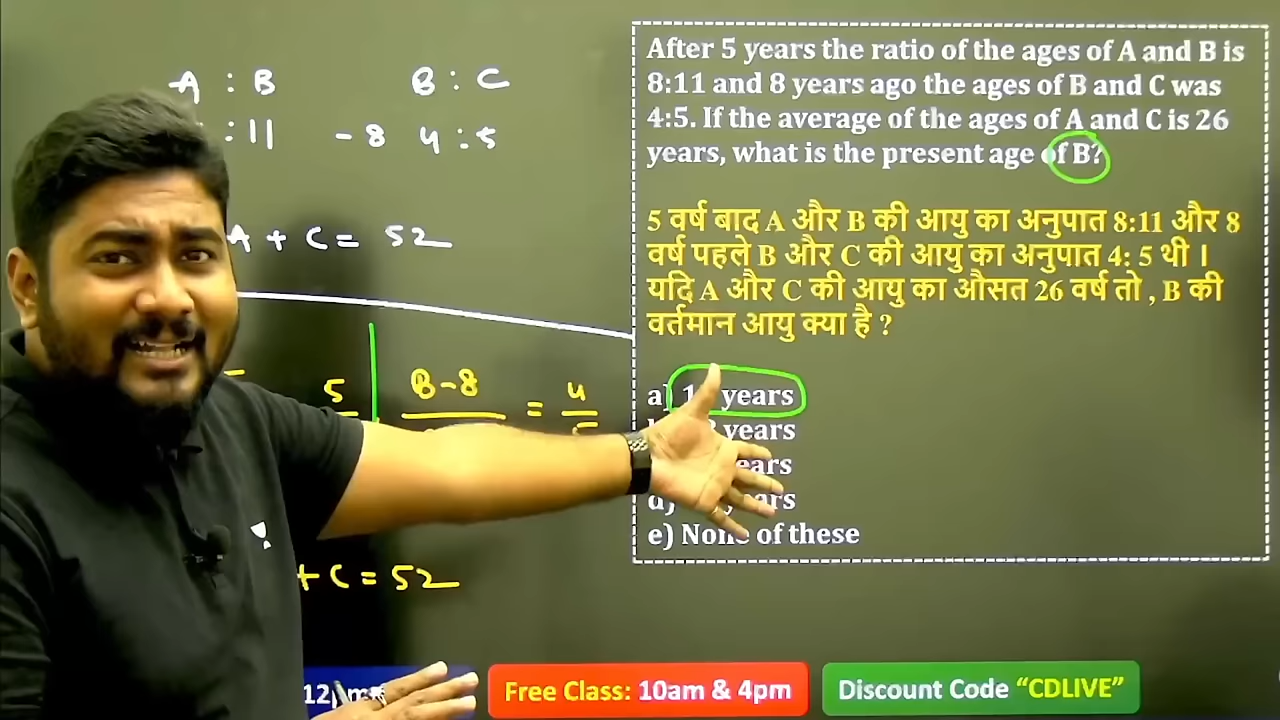 A : B B : C
: 11 -8 4 : 5
A + C = 52
5 B-8 = 4
+ C = 52
After 5 years the ratio of the ages of A and B is
8:11 and 8 years ago the ages of B and C was
4:5. If the average of the ages of A and C is 26
years, what is the present age of B?
5 वर्ष बाद A और B की आयु का अनुपात 8:11 और 8
वर्ष पहले B और C की आयु का अनुपात 4: 5 थी ।
यदि A और C की आयु का औसत 26 वर्ष तो , B की
वर्तमान आयु क्या है ?
a) years
years
d)
e) None of these
Free Class: 10am & 4pm
Discount Code “CDLIVE”